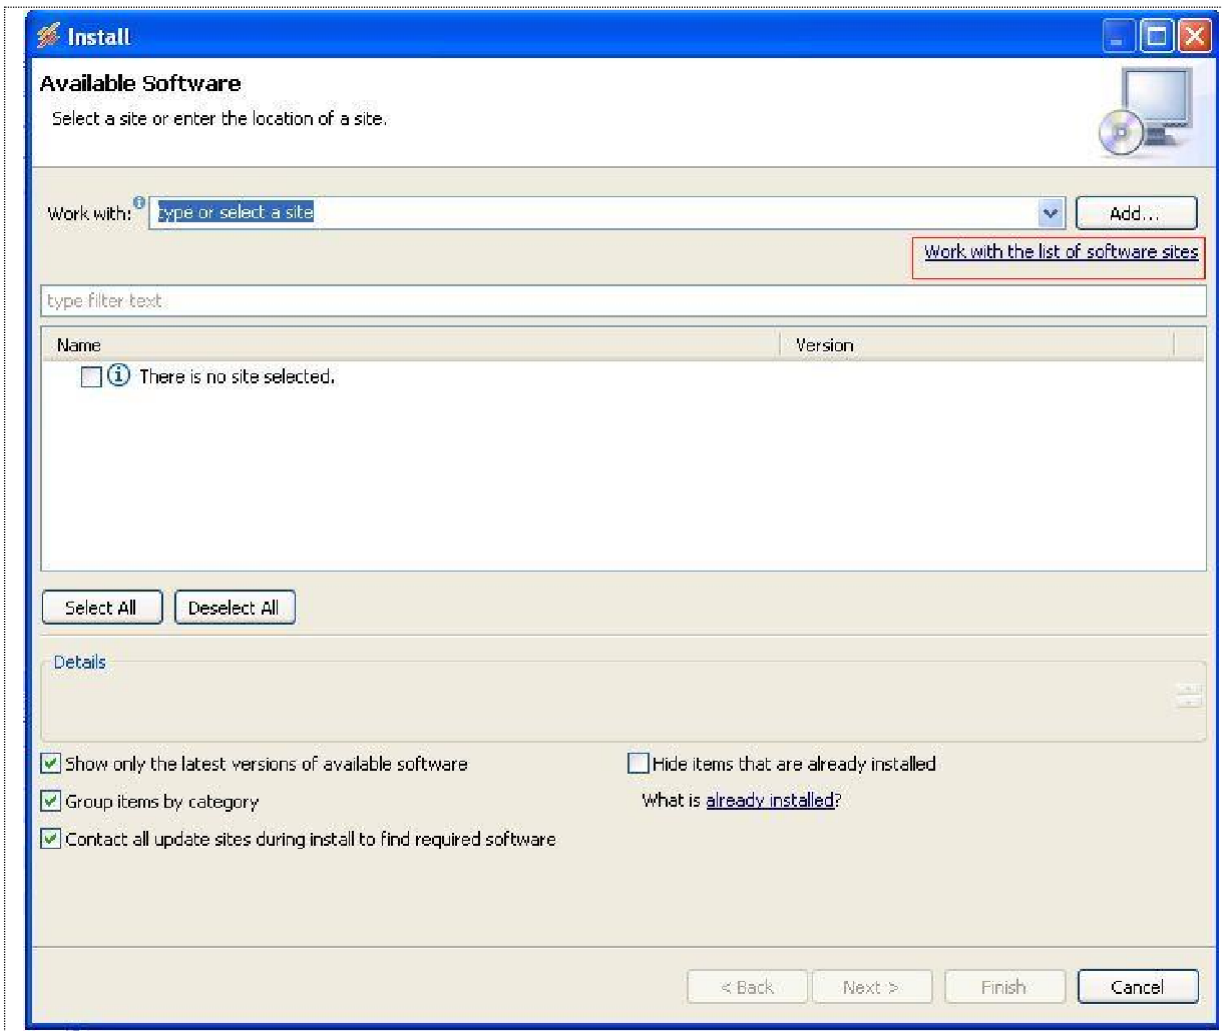 Install
Available Software
Select a site or enter the location of a site.
Work with: type or select a site Add...
Work with the list of software sites
type filter text
Name Version
There is no site selected.
Select All Deselect All
Details
Show only the latest versions of available software Hide items that are already installed
Group items by category What is already installed?
Contact all update sites during install to find required software
< Back Next > Finish Cancel